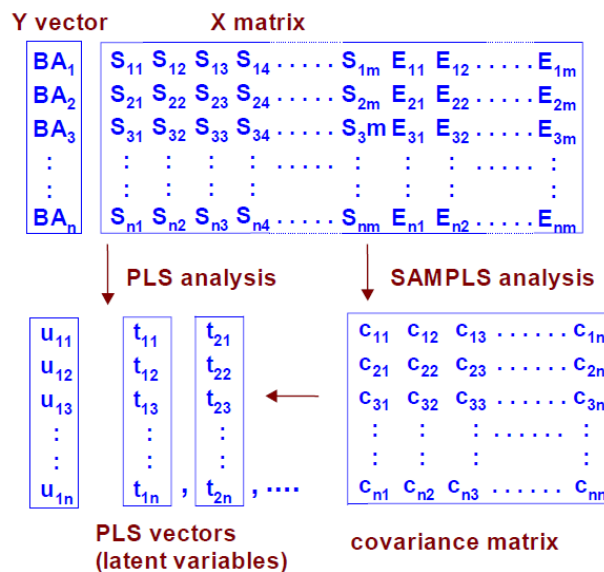 Y vector X matrix
BA₁ S₁₁ S₁₂ S₁₃ S₁₄ ..... S₁ₘ E₁₁ E₁₂ ..... E₁ₘ
BA₂ S₂₁ S₂₂ S₂₃ S₂₄ ..... S₂ₘ E₂₁ E₂₂ ..... E₂ₘ
BA₃ S₃₁ S₃₂ S₃₃ S₃₄ ..... S₃m E₃₁ E₃₂ ..... E₃ₘ
: : : : : ...... : : : ...... :
: : : : : : : : :
BAₙ Sₙ₁ Sₙ₂ Sₙ₃ Sₙ₄ ..... Sₙₘ Eₙ₁ Eₙ₂ ..... Eₙₘ
PLS analysis SAMPLS analysis
u₁₁ t₁₁ t₂₁ c₁₁ c₁₂ c₁₃ ...... c₁ₙ
u₁₂ t₁₂ t₂₂ c₂₁ c₂₂ c₂₃ ...... c₂ₙ
u₁₃ t₁₃ t₂₃ c₃₁ c₃₂ c₃₃ ...... c₃ₙ
: : : : : : ...... :
: : : : : : :
u₁ₙ t₁ₙ , t₂ₙ , .... cₙ₁ cₙ₂ cₙ₃ ...... cₙₙ
PLS vectors
(latent variables) covariance matrix